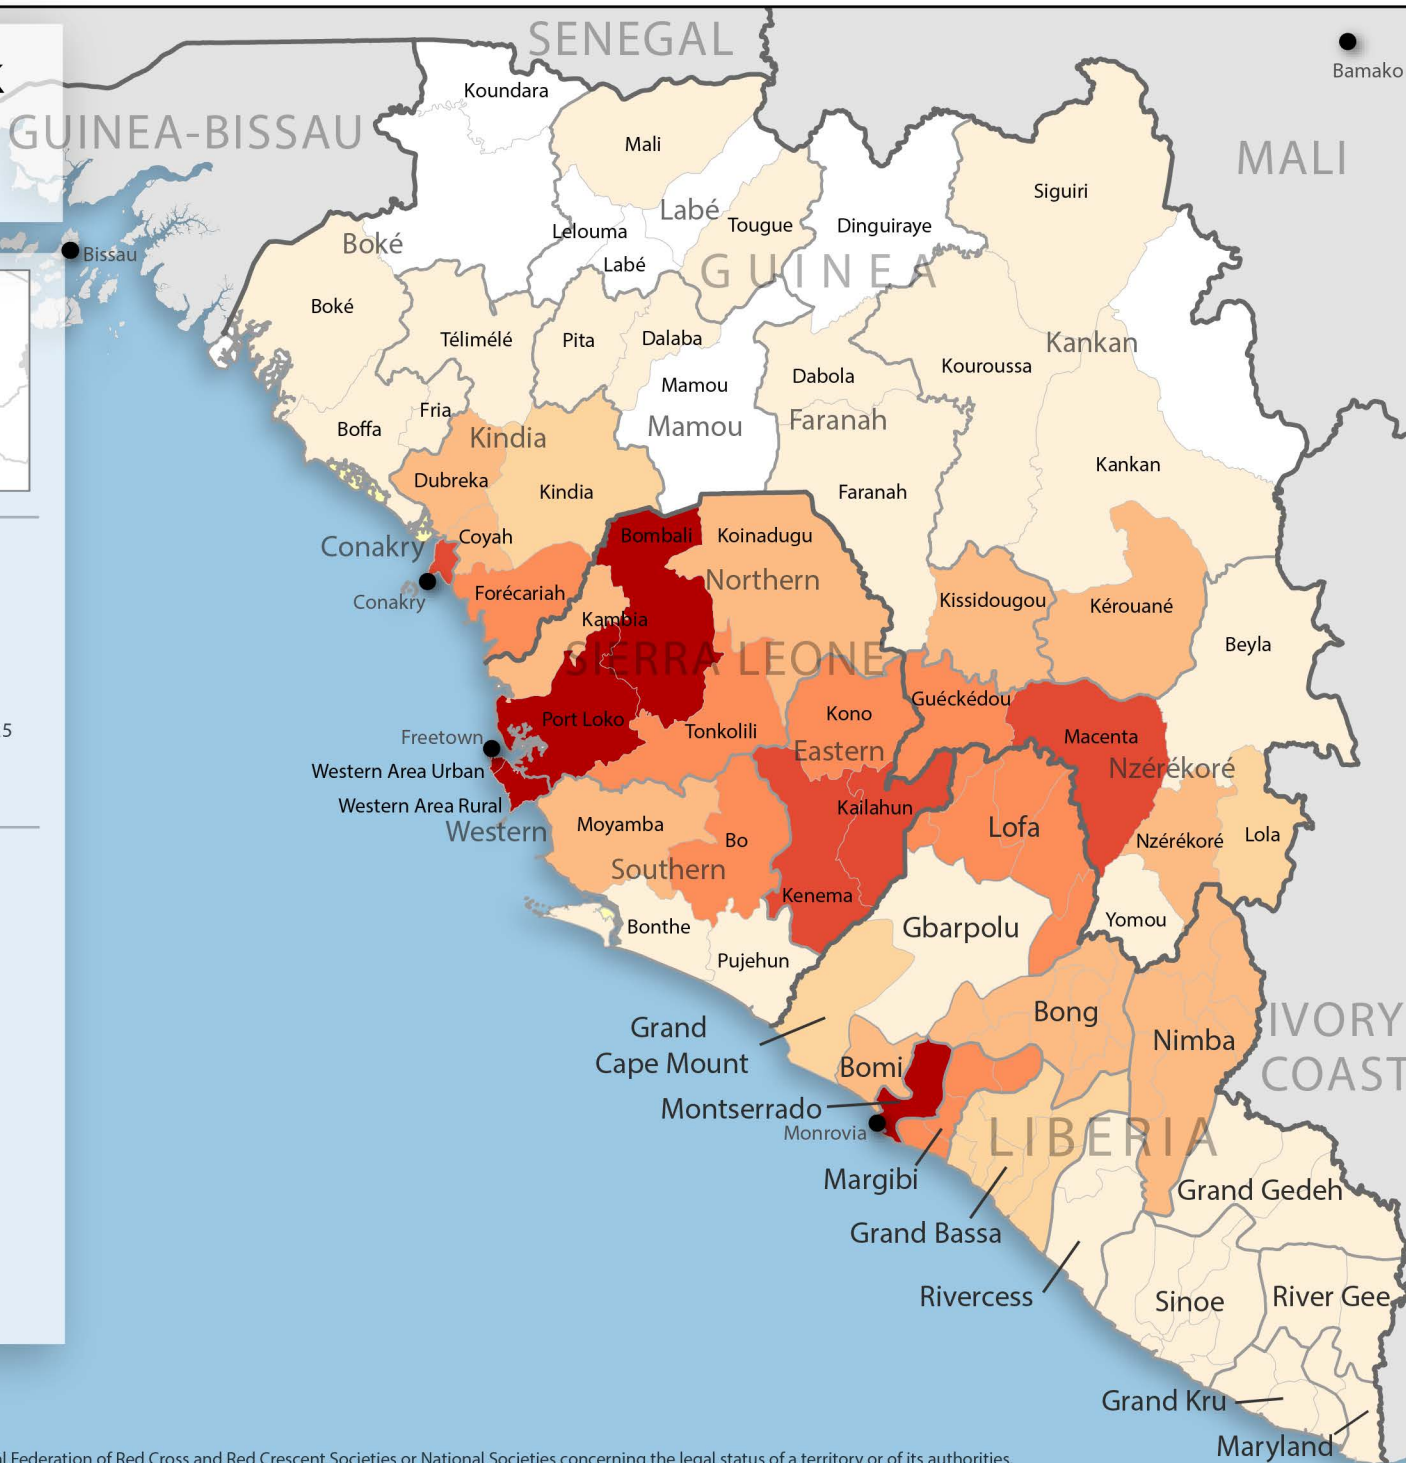 SENEGAL
Bamako
Koundara
GUINEA-BISSAU
Mali
MALI
Siguiri
Labé
Tougue
Dinguiraye
Lelouma
Boké
Bissau
Labé
GUINEA
Boké
Télimélé
Pita
Dalaba
Kankan
Kouroussa
Dabola
Mamou
Fria
Faranah
Mamou
Boffa
Kindia
Kankan
Dubreka
Kindia
Faranah
Coyah
Bombali
Koinadugu
Conakry
Northern
Conakry
Forécariah
Kissidougou
Kérouané
Kambia
Beyla
SIERRA LEONE
Guéckédou
Port Loko
Kono
Tonkolili
Freetown
Macenta
Eastern
Western Area Urban
Nzérékoré
Western Area Rural
Kailahun
Western
Moyamba
Lofa
Bo
Nzérékoré
Lola
Southern
Kenema
Bonthe
Gbarpolu
Yomou
Pujehun
Bong
IVORY
COAST
Grand
Cape Mount
Nimba
Bomi
Montserrado
Monrovia
LIBERIA
Margibi
Grand Gedeh
Grand Bassa
Rivercess
Sinoe
River Gee
Grand Kru
Maryland
Federation of Red Cross and Red Crescent Societies or National Societies concerning the legal status of a territory or of its authorities.